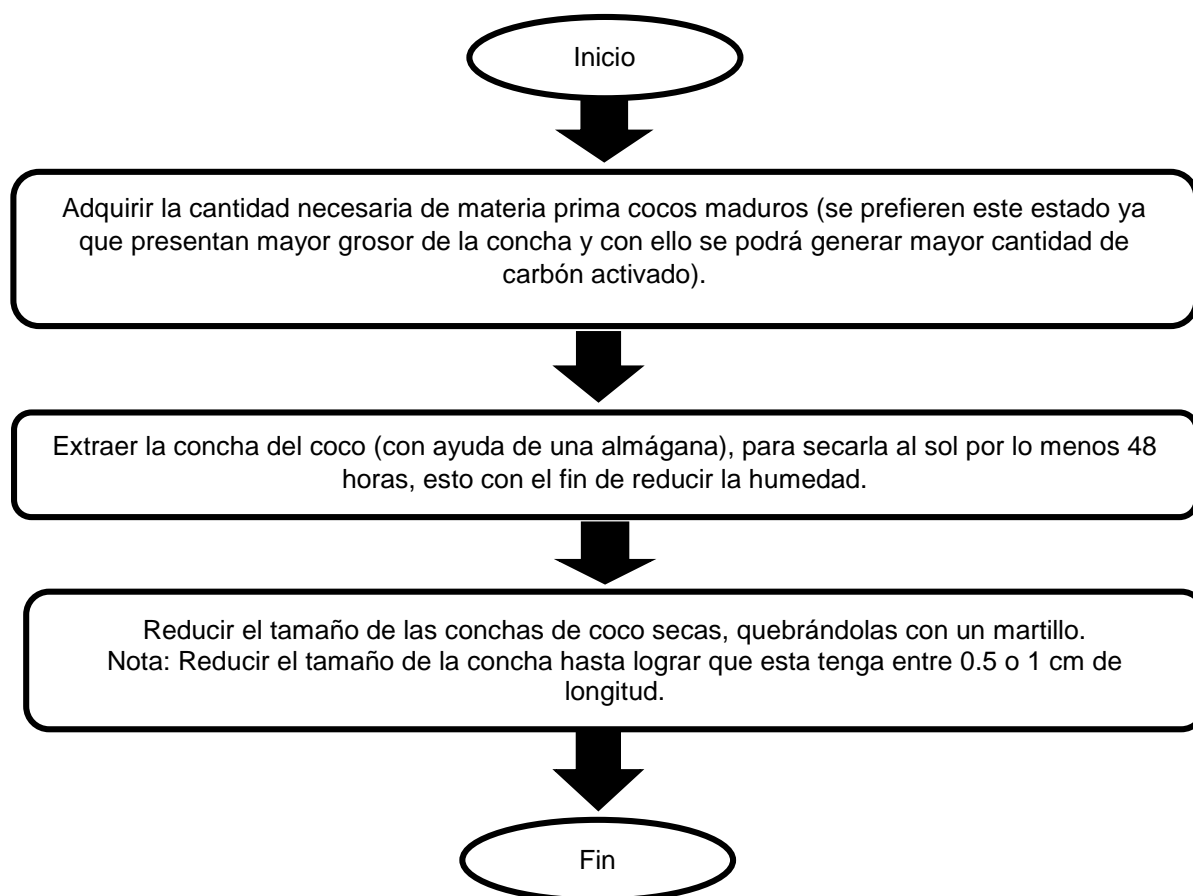 Inicio
Adquirir la cantidad necesaria de materia prima cocos maduros (se prefieren este estado ya
que presentan mayor grosor de la concha y con ello se podrá generar mayor cantidad de
carbón activado).
Extraer la concha del coco (con ayuda de una almágana), para secarla al sol por lo menos 48
horas, esto con el fin de reducir la humedad.
Reducir el tamaño de las conchas de coco secas, quebrándolas con un martillo.
Nota: Reducir el tamaño de la concha hasta lograr que esta tenga entre 0.5 o 1 cm de
longitud.
Fin